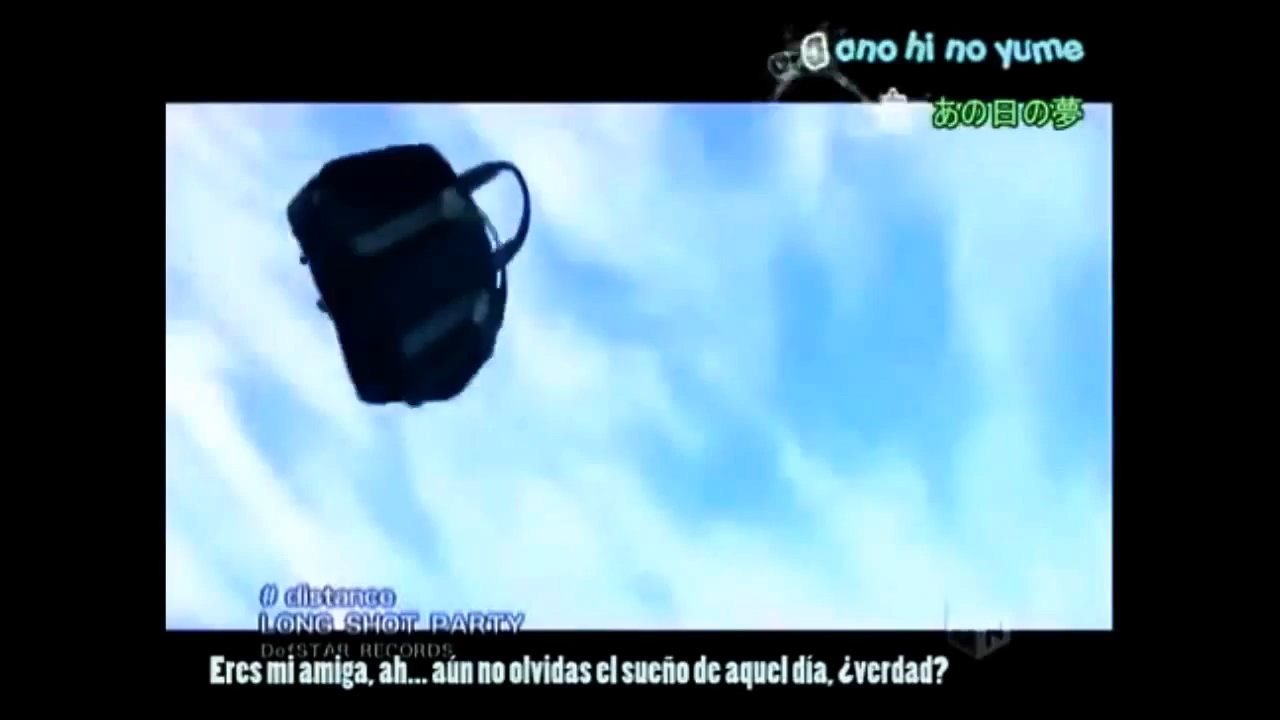 ano hi no yume
あの日の夢
# distance
LONG SHOT PARTY
DefSTAR RECORDS
Eres mi amiga, ah... aún no olvidas el sueño de aquel día, ¿verdad?